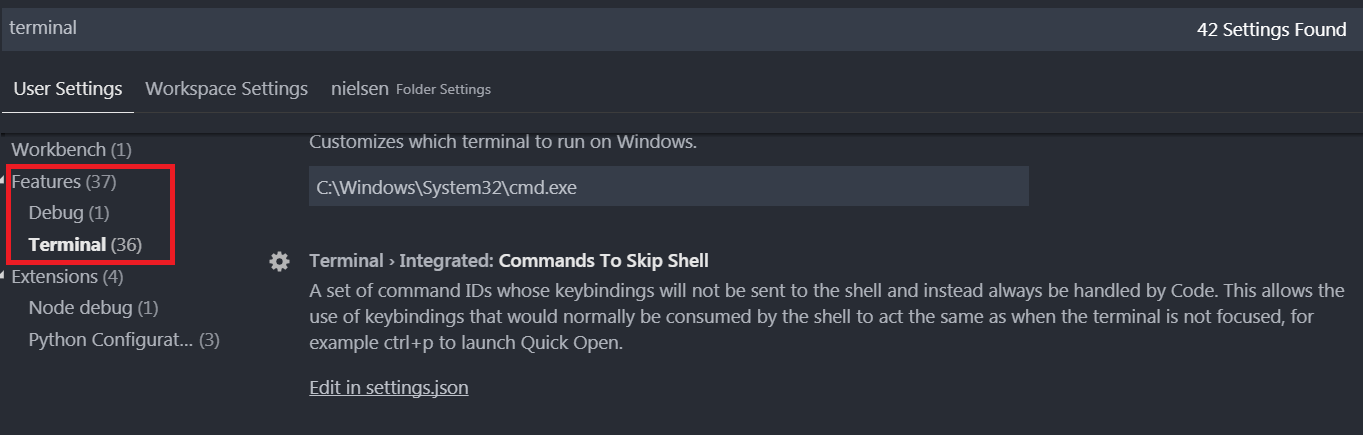 terminal
42 Settings Found
User Settings Workspace Settings nielsen Folder Settings
Workbench (1)
Features (37)
Debug (1)
Terminal (36)
Extensions (4)
Node debug (1)
Python Configurat... (3)
Customizes which terminal to run on Windows.
C:\Windows\System32\cmd.exe
Terminal › Integrated: Commands To Skip Shell
A set of command IDs whose keybindings will not be sent to the shell and instead always be handled by Code. This allows the
use of keybindings that would normally be consumed by the shell to act the same as when the terminal is not focused, for
example ctrl+p to launch Quick Open.
Edit in settings.json